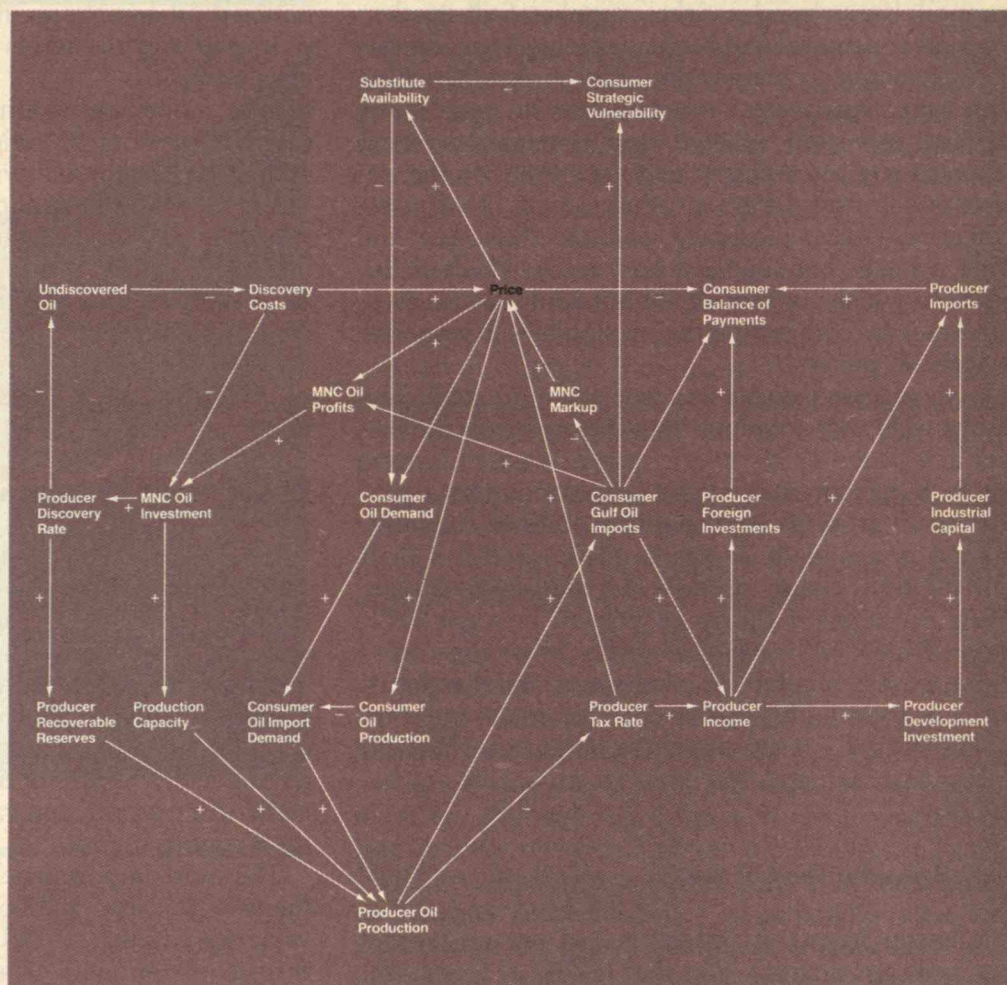 Substitute
Availability
Consumer
Strategic
Vulnerability
–
–
+
+
Undiscovered
Oil
Discovery
Costs
Price
Consumer
Balance of
Payments
Producer
Imports
–
+
–
+
–
–
+
+
+
MNC Oil
Profits
MNC
Markup
+
–
+
+
+
Producer
Discovery
Rate
+
MNC Oil
Investment
Consumer
Oil Demand
Consumer
Gulf Oil
Imports
Producer
Foreign
Investments
Producer
Industrial
Capital
+
+
+
+
+
+
+
+
+
Producer
Recoverable
Reserves
Production
Capacity
Consumer
Oil Import
Demand
–
Consumer
Oil
Production
Producer
Tax Rate
+
Producer
Income
+
Producer
Development
Investment
+
+
+
–
Producer Oil
Production